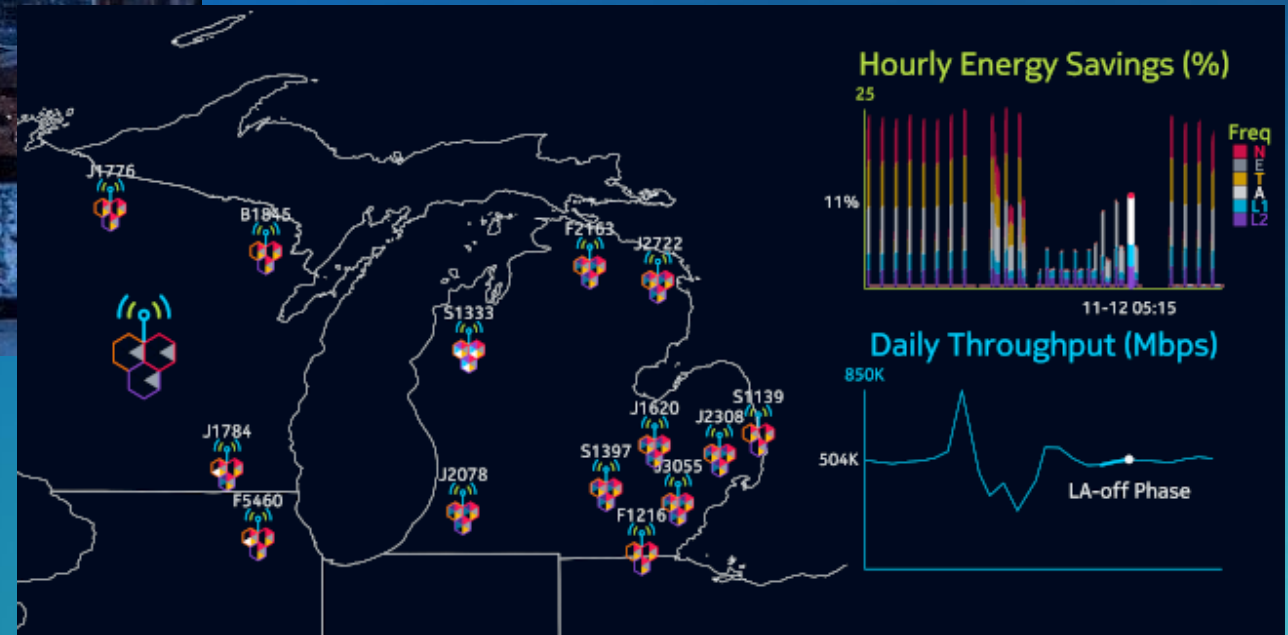 Hourly Energy Savings (%)
25
11%
Freq
N
E
T
A
L1
L2
11-12 05:15
Daily Throughput (Mbps)
850K
504K
LA-off Phase
J1776
B1845
F2163
J2722
S1333
J1784
F5460
J2078
J1620
J2308
S1139
S1397
J3055
F1216